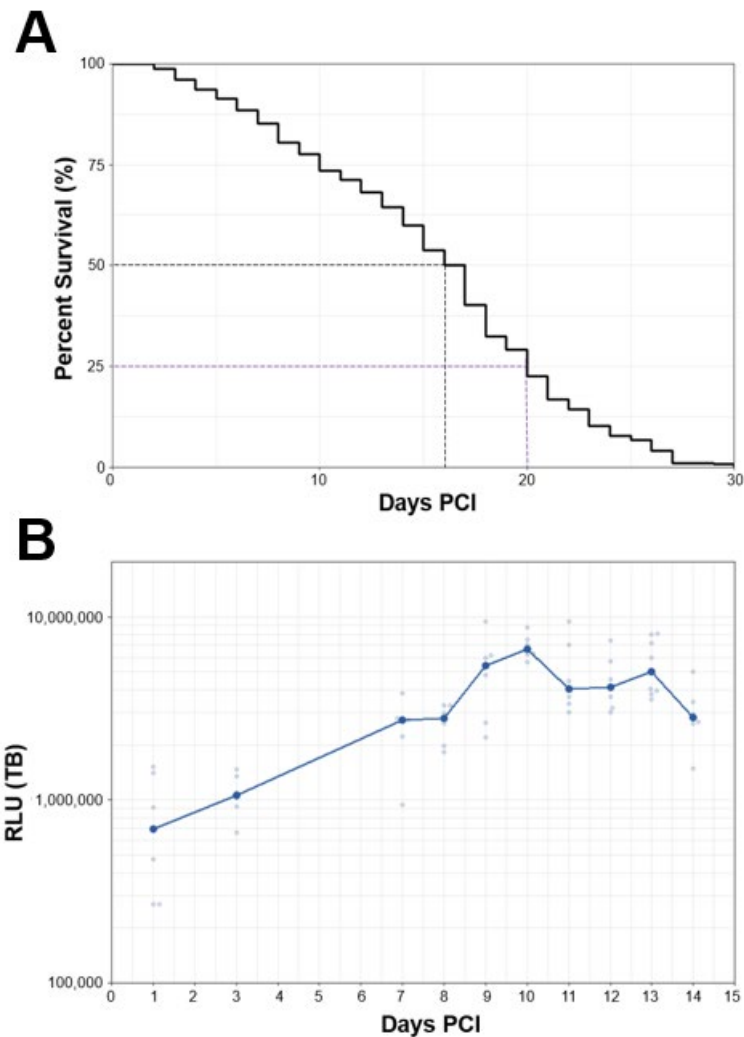 A
100
75
50
25
0
Percent Survival (%)
0 10 20 30
Days PCI
B
10,000,000
1,000,000
100,000
RLU (TB)
0 1 2 3 4 5 6 7 8 9 10 11 12 13 14 15
Days PCI